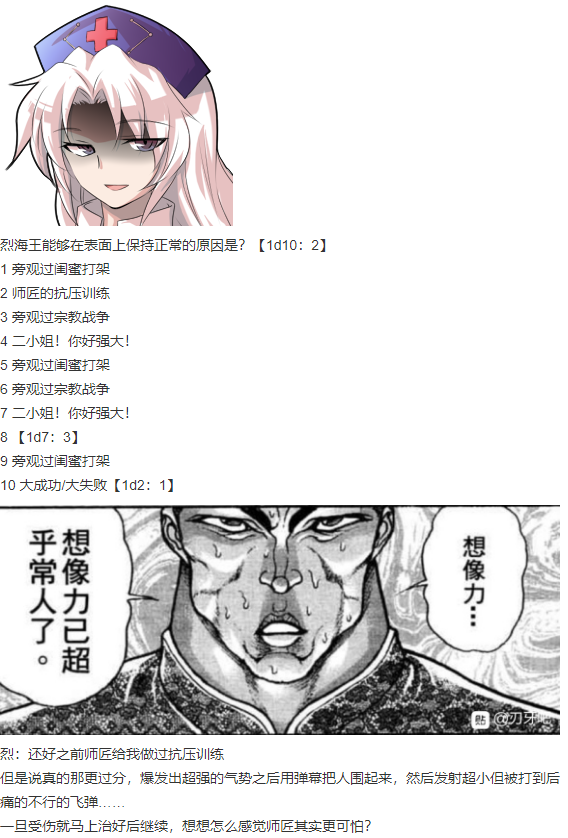 烈海王能够在表面上保持正常的原因是？【1d10：2】
1 旁观过闺蜜打架
2 师匠的抗压训练
3 旁观过宗教战争
4 二小姐！你好强大！
5 旁观过闺蜜打架
6 旁观过宗教战争
7 二小姐！你好强大！
8 【1d7：3】
9 旁观过闺蜜打架
10 大成功/大失败【1d2：1】
想像力…
想像力已超
乎常人了。
贴 @刃牙吧
烈：还好之前师匠给我做过抗压训练
但是说真的那更过分，爆发出超强的气势之后用弹幕把人围起来，然后发射超小但被打到后
痛的不行的飞弹……
一旦受伤就马上治好后继续，想想怎么感觉师匠其实更可怕？